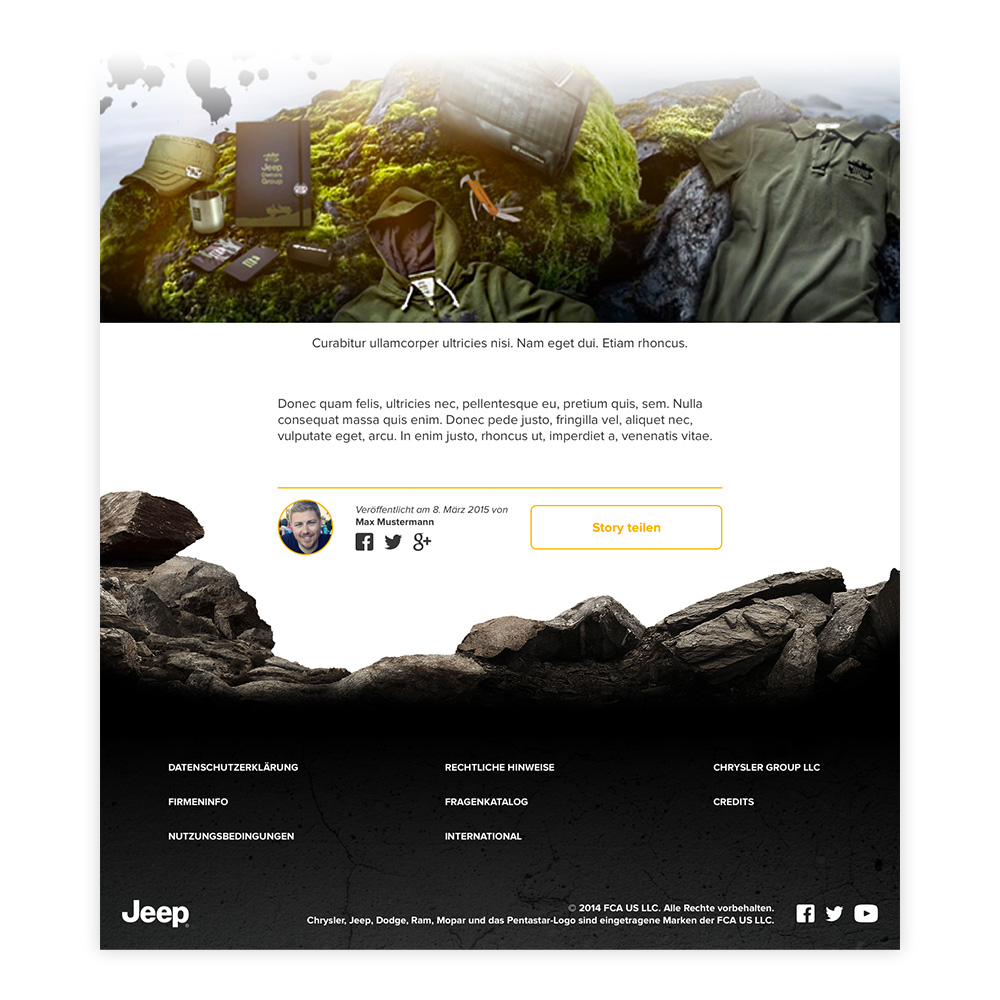 Jeep
Owners
Group
Curabitur ullamcorper ultricies nisi. Nam eget dui. Etiam rhoncus.
Donec quam felis, ultricies nec, pellentesque eu, pretium quis, sem. Nulla
consequat massa quis enim. Donec pede justo, fringilla vel, aliquet nec,
vulputate eget, arcu. In enim justo, rhoncus ut, imperdiet a, venenatis vitae.
Veröffentlicht am 8. März 2015 von
Max Mustermann
Story teilen
DATENSCHUTZERKLÄRUNG
RECHTLICHE HINWEISE
CHRYSLER GROUP LLC
FIRMENINFO
FRAGENKATALOG
CREDITS
NUTZUNGSBEDINGUNGEN
INTERNATIONAL
Jeep®
© 2014 FCA US LLC. Alle Rechte vorbehalten.
Chrysler, Jeep, Dodge, Ram, Mopar und das Pentastar-Logo sind eingetragene Marken der FCA US LLC.